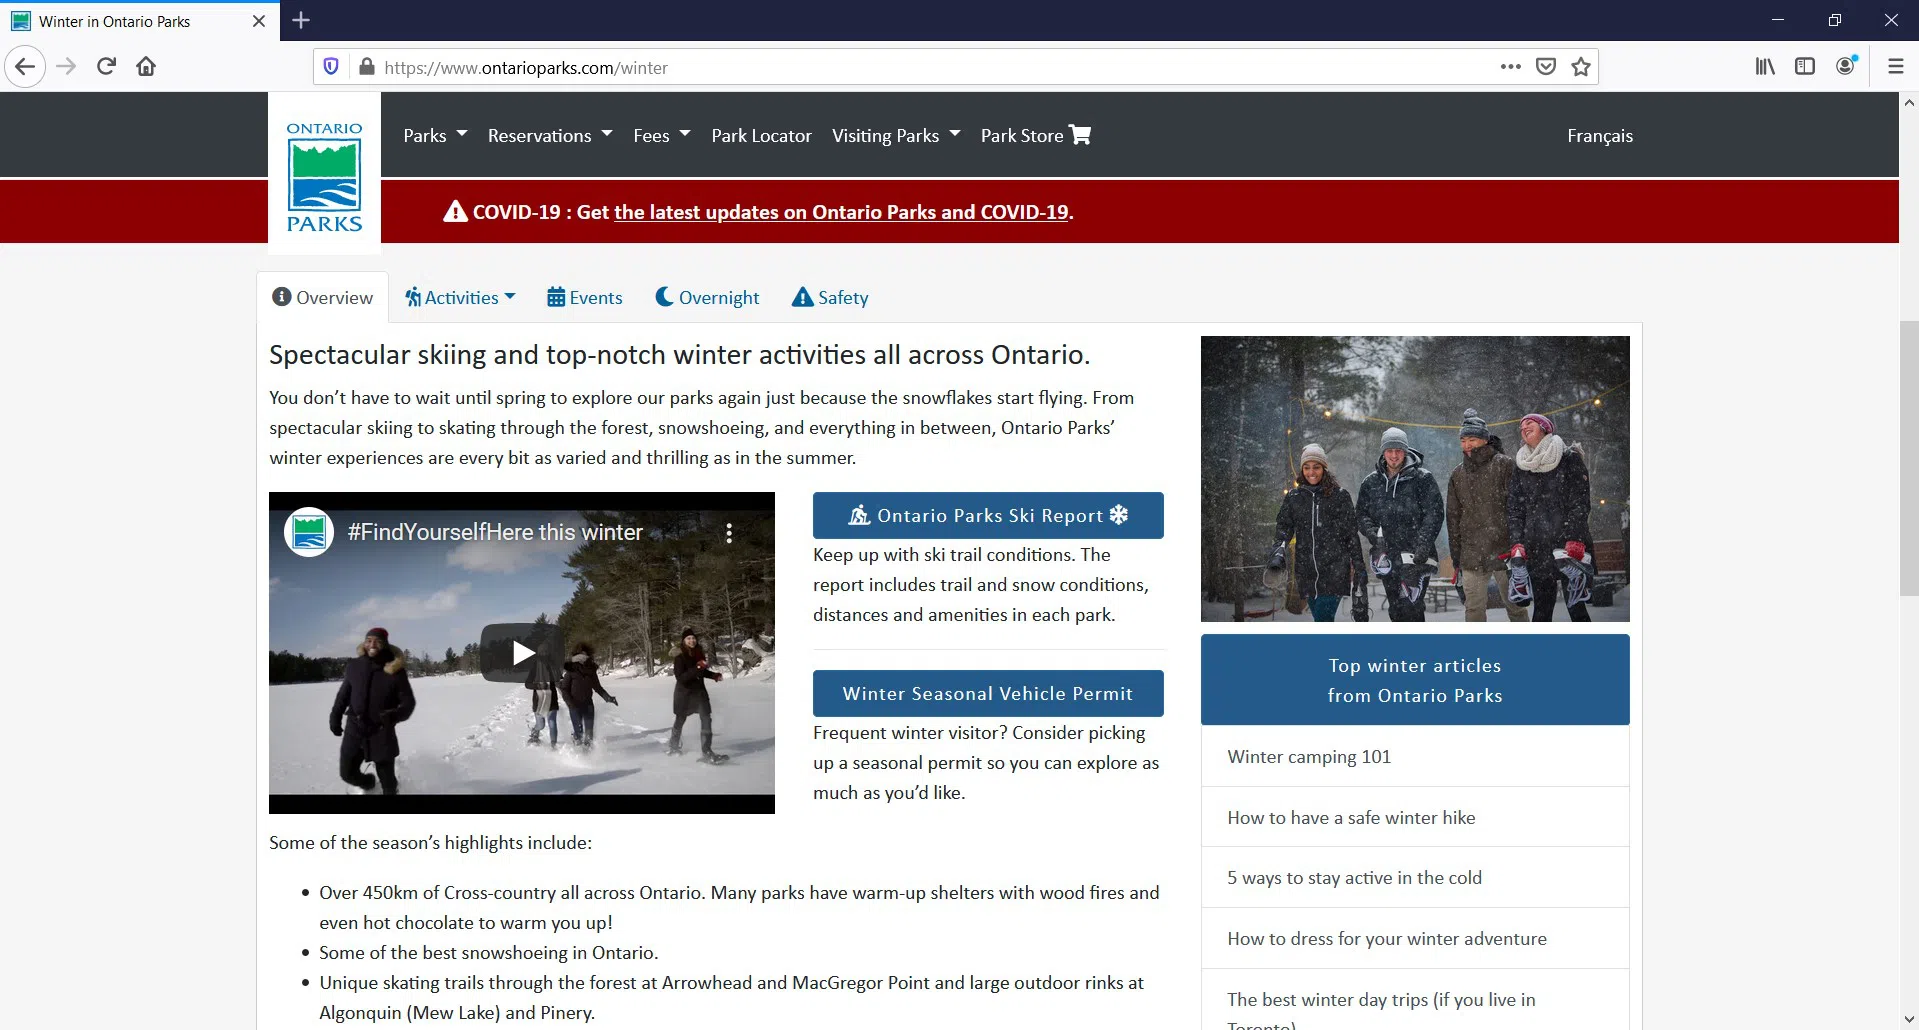 Winter in Ontario Parks
https://www.ontarioparks.com/winter
ONTARIO
PARKS
Parks
Reservations
Fees
Park Locator
Visiting Parks
Park Store
Français
COVID-19 : Get the latest updates on Ontario Parks and COVID-19.
Overview
Activities
Events
Overnight
Safety
Spectacular skiing and top-notch winter activities all across Ontario.
You don’t have to wait until spring to explore our parks again just because the snowflakes start flying. From
spectacular skiing to skating through the forest, snowshoeing, and everything in between, Ontario Parks’
winter experiences are every bit as varied and thrilling as in the summer.
#FindYourselfHere this winter
Ontario Parks Ski Report
Keep up with ski trail conditions. The
report includes trail and snow conditions,
distances and amenities in each park.
Winter Seasonal Vehicle Permit
Frequent winter visitor? Consider picking
up a seasonal permit so you can explore as
much as you’d like.
Some of the season’s highlights include:
• Over 450km of Cross-country all across Ontario. Many parks have warm-up shelters with wood fires and
even hot chocolate to warm you up!
• Some of the best snowshoeing in Ontario.
• Unique skating trails through the forest at Arrowhead and MacGregor Point and large outdoor rinks at
Algonquin (Mew Lake) and Pinery.
Top winter articles
from Ontario Parks
Winter camping 101
How to have a safe winter hike
5 ways to stay active in the cold
How to dress for your winter adventure
The best winter day trips (if you live in
Toronto)